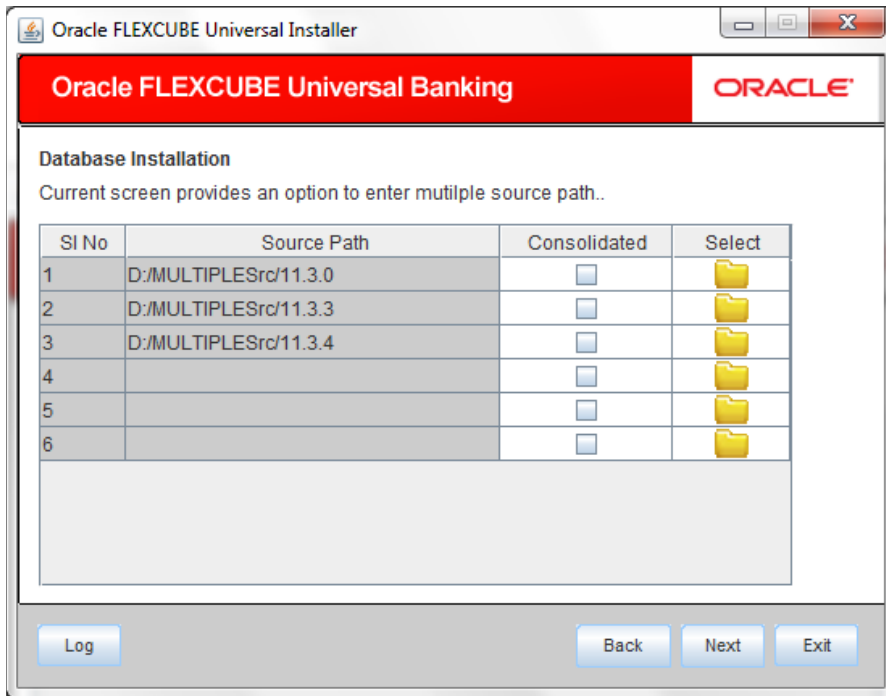 Oracle FLEXCUBE Universal Installer
Oracle FLEXCUBE Universal Banking
ORACLE
Database Installation
Current screen provides an option to enter mutilple source path..
SI No Source Path Consolidated Select
1 D:/MULTIPLESrc/11.3.0
2 D:/MULTIPLESrc/11.3.3
3 D:/MULTIPLESrc/11.3.4
4
5
6
Log Back Next Exit